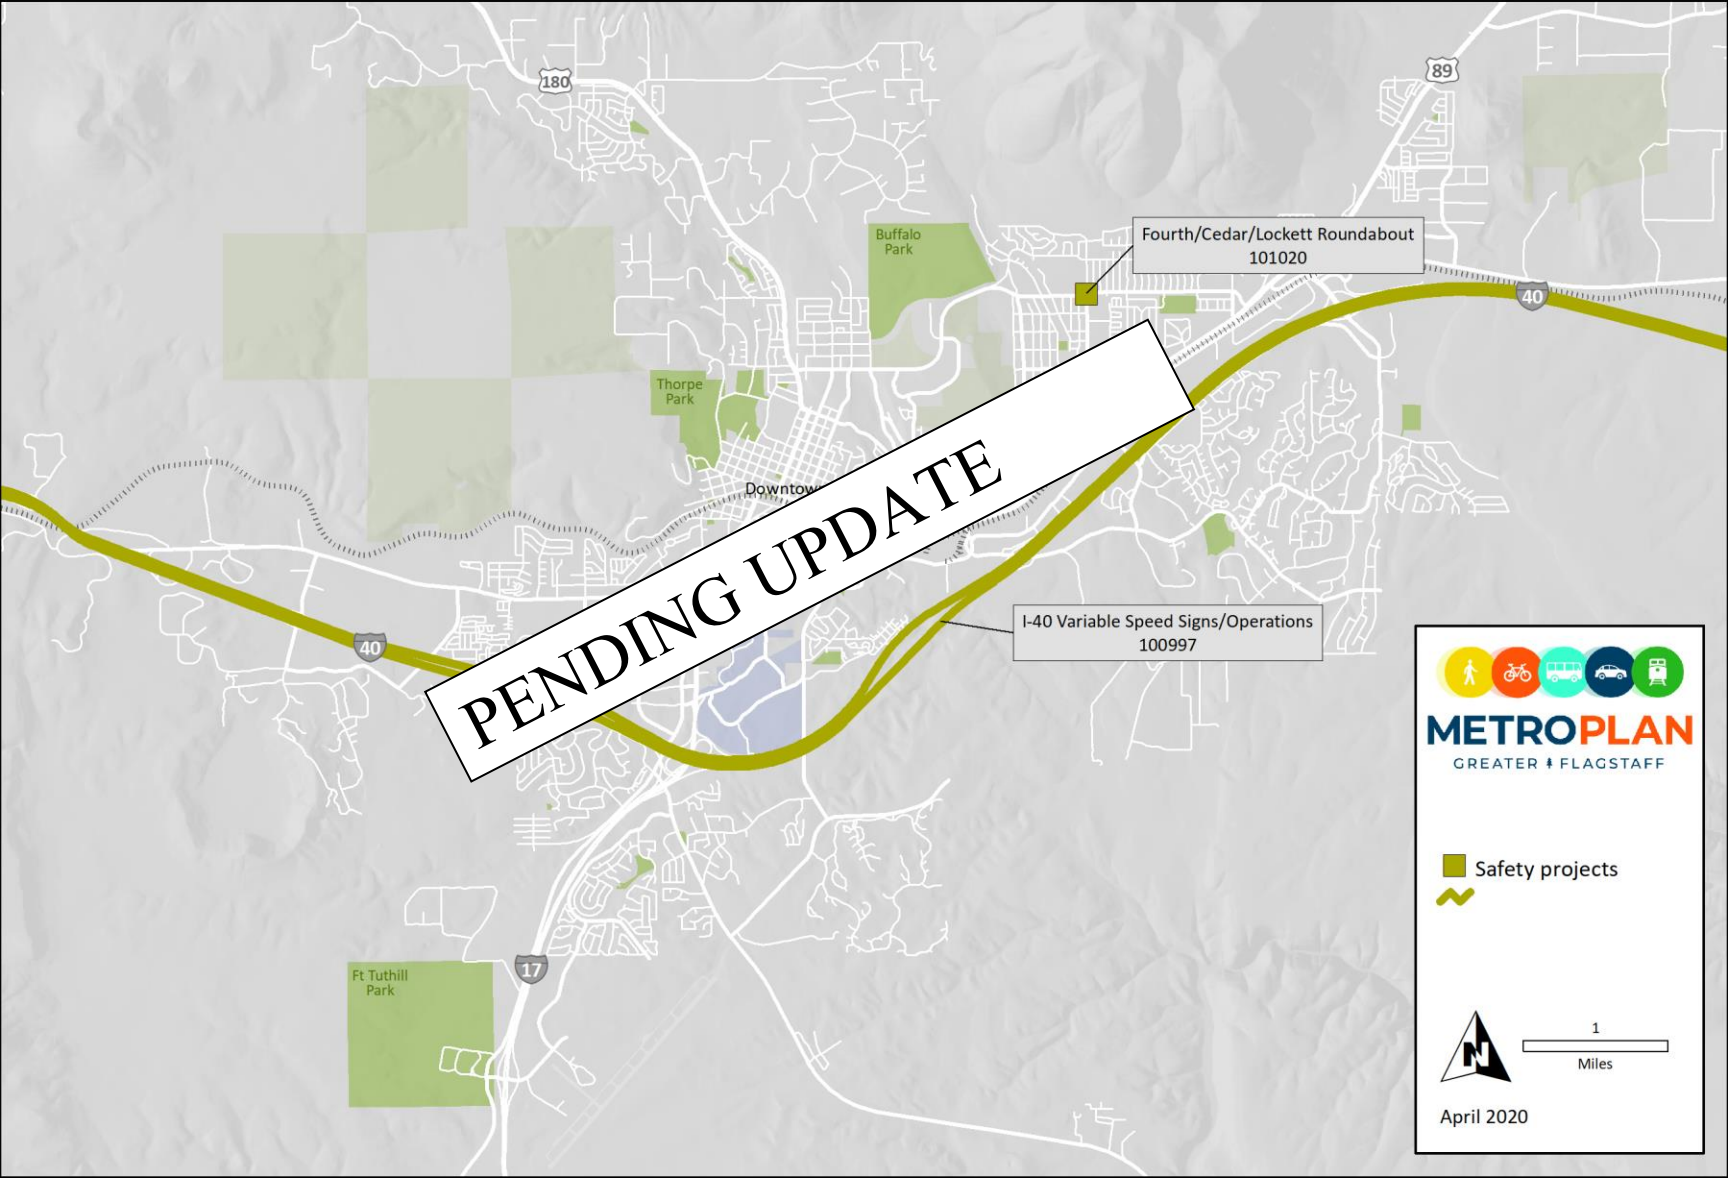 180
89
Buffalo
Park
Fourth/Cedar/Lockett Roundabout
101020
40
Thorpe
Park
Downtow
PENDING UPDATE
I-40 Variable Speed Signs/Operations
100997
40
METROPLAN
GREATER FLAGSTAFF
Safety projects
17
Ft Tuthill
Park
N
1
Miles
April 2020